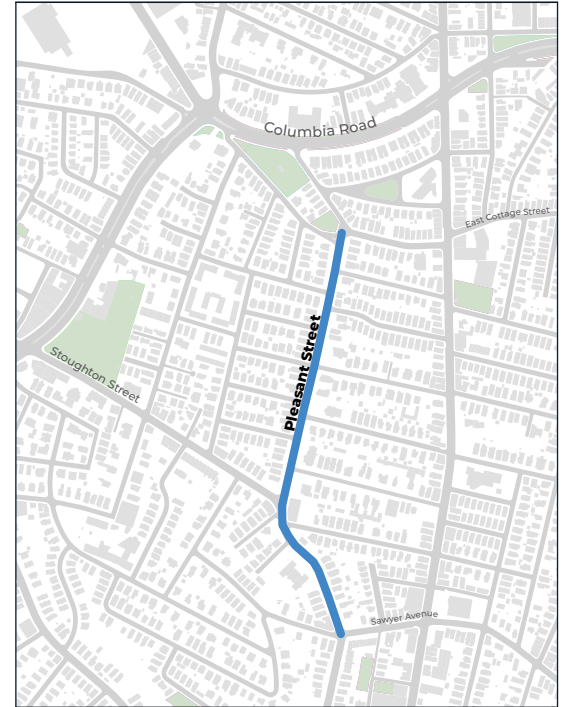 Columbia Road
East Cottage Street
Pleasant Street
Stoughton Street
Sawyer Avenue